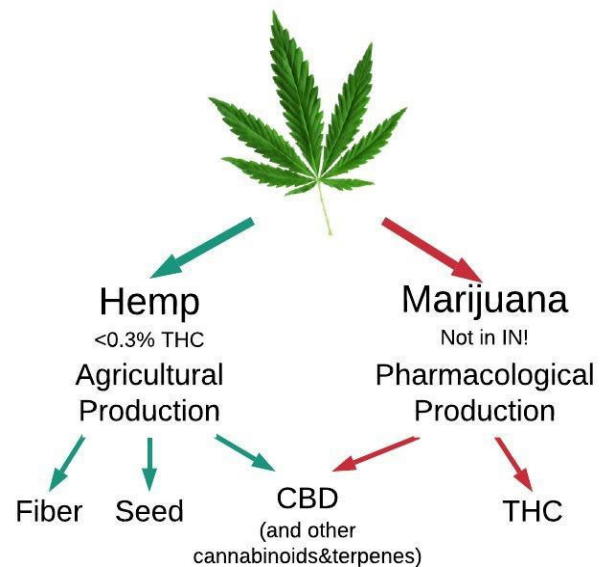 Hemp
<0.3% THC
Agricultural
Production
Marijuana
Not in IN!
Pharmacological
Production
Fiber
Seed
CBD
(and other
cannabinoids&terpenes)
THC